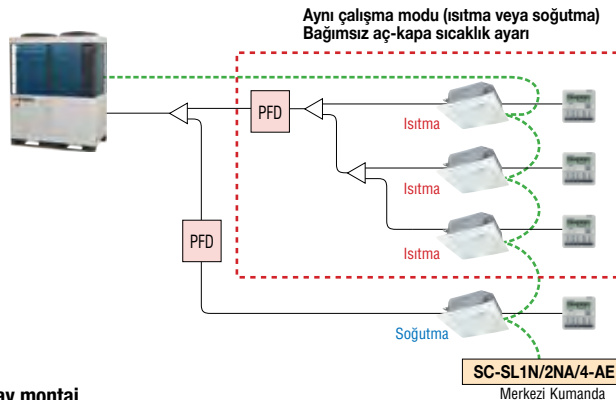 Aynı çalışma modu (ısıtma veya soğutma)
Bağımsız aç-kapa sıcaklık ayarı
PFD
Isıtma
Isıtma
PFD
Isıtma
Soğutma
SC-SL1N/2NA/4-AE
Merkezi Kumanda